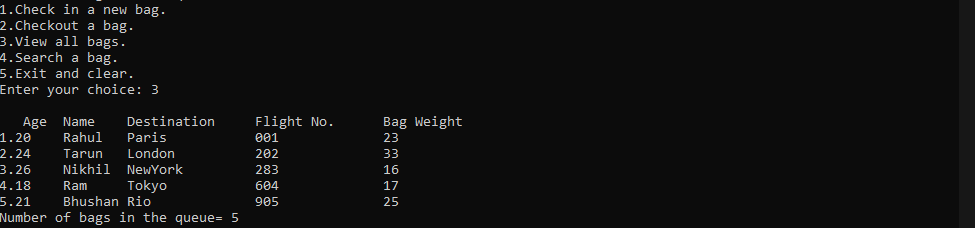 1.Check in a new bag.
2.Checkout a bag.
3.View all bags.
4.Search a bag.
5.Exit and clear.
Enter your choice: 3
Age Name Destination Flight No. Bag Weight
1.20 Rahul Paris 001 23
2.24 Tarun London 202 33
3.26 Nikhil NewYork 283 16
4.18 Ram Tokyo 604 17
5.21 Bhushan Rio 905 25
Number of bags in the queue= 5